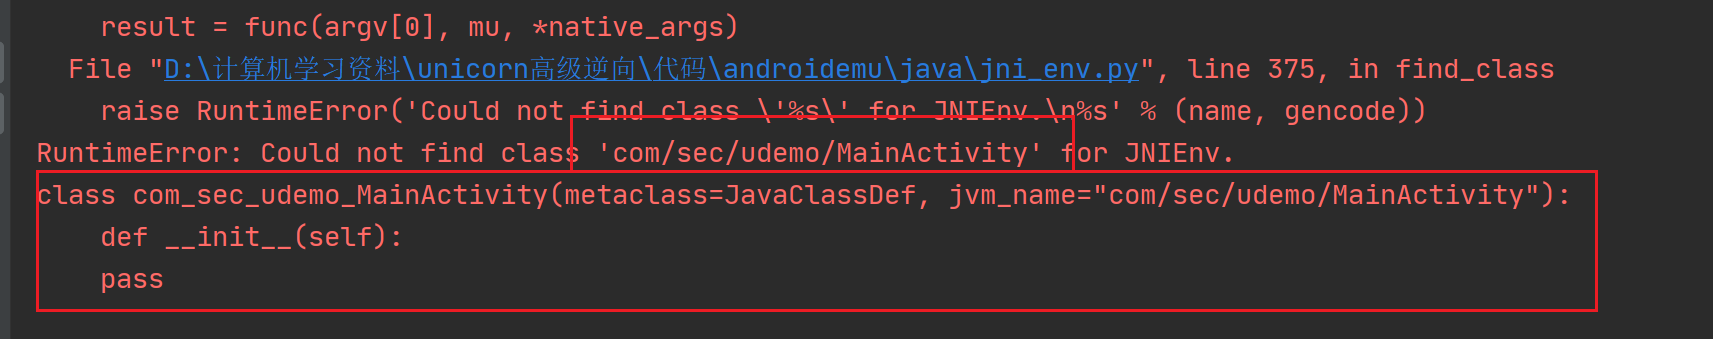 result = func(argv[0], mu, *native_args)
File "D:\计算机学习资料\unicorn高级逆向\代码\androidemu\java\jni_env.py", line 375, in find_class
raise RuntimeError('Could not find class \'%s\' for JNIEnv.\n%s' % (name, gencode))
RuntimeError: Could not find class 'com/sec/udemo/MainActivity' for JNIEnv.
class com_sec_udemo_MainActivity(metaclass=JavaClassDef, jvm_name="com/sec/udemo/MainActivity"):
def __init__(self):
pass